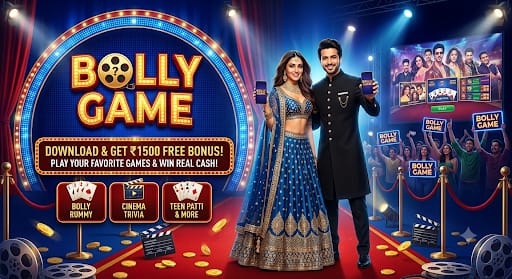 BOLLY
GAME
DOWNLOAD & GET ₹1500 FREE BONUS!
PLAY YOUR FAVORITE GAMES & WIN REAL CASH!
BOLLY
RUMMY
CINEMA
TRIVIA
TEEN PATTI
& MORE
PLAY
BOLLY
GAME
BOLLY
GAME
BOLLY
GAME
BOLLY
GAME